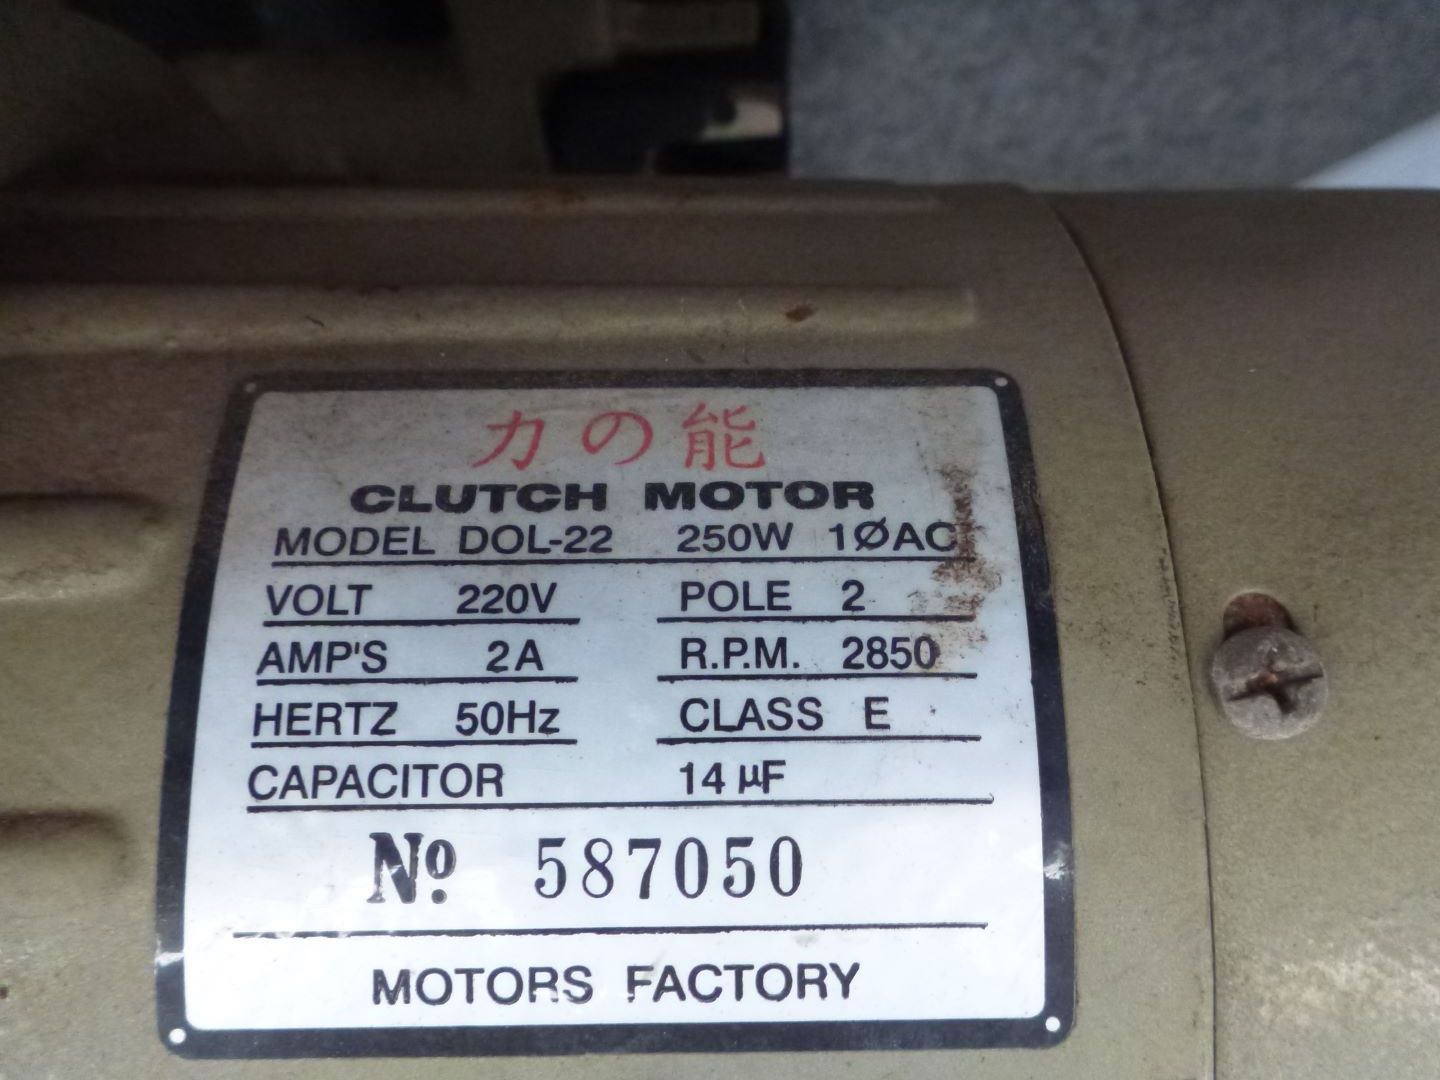 力の能
CLUTCH MOTOR
MODEL DOL-22 250W 1ØAC
VOLT 220V POLE 2
AMP'S 2A R.P.M. 2850
HERTZ 50Hz CLASS E
CAPACITOR 14 µF
Nº 587050
MOTORS FACTORY